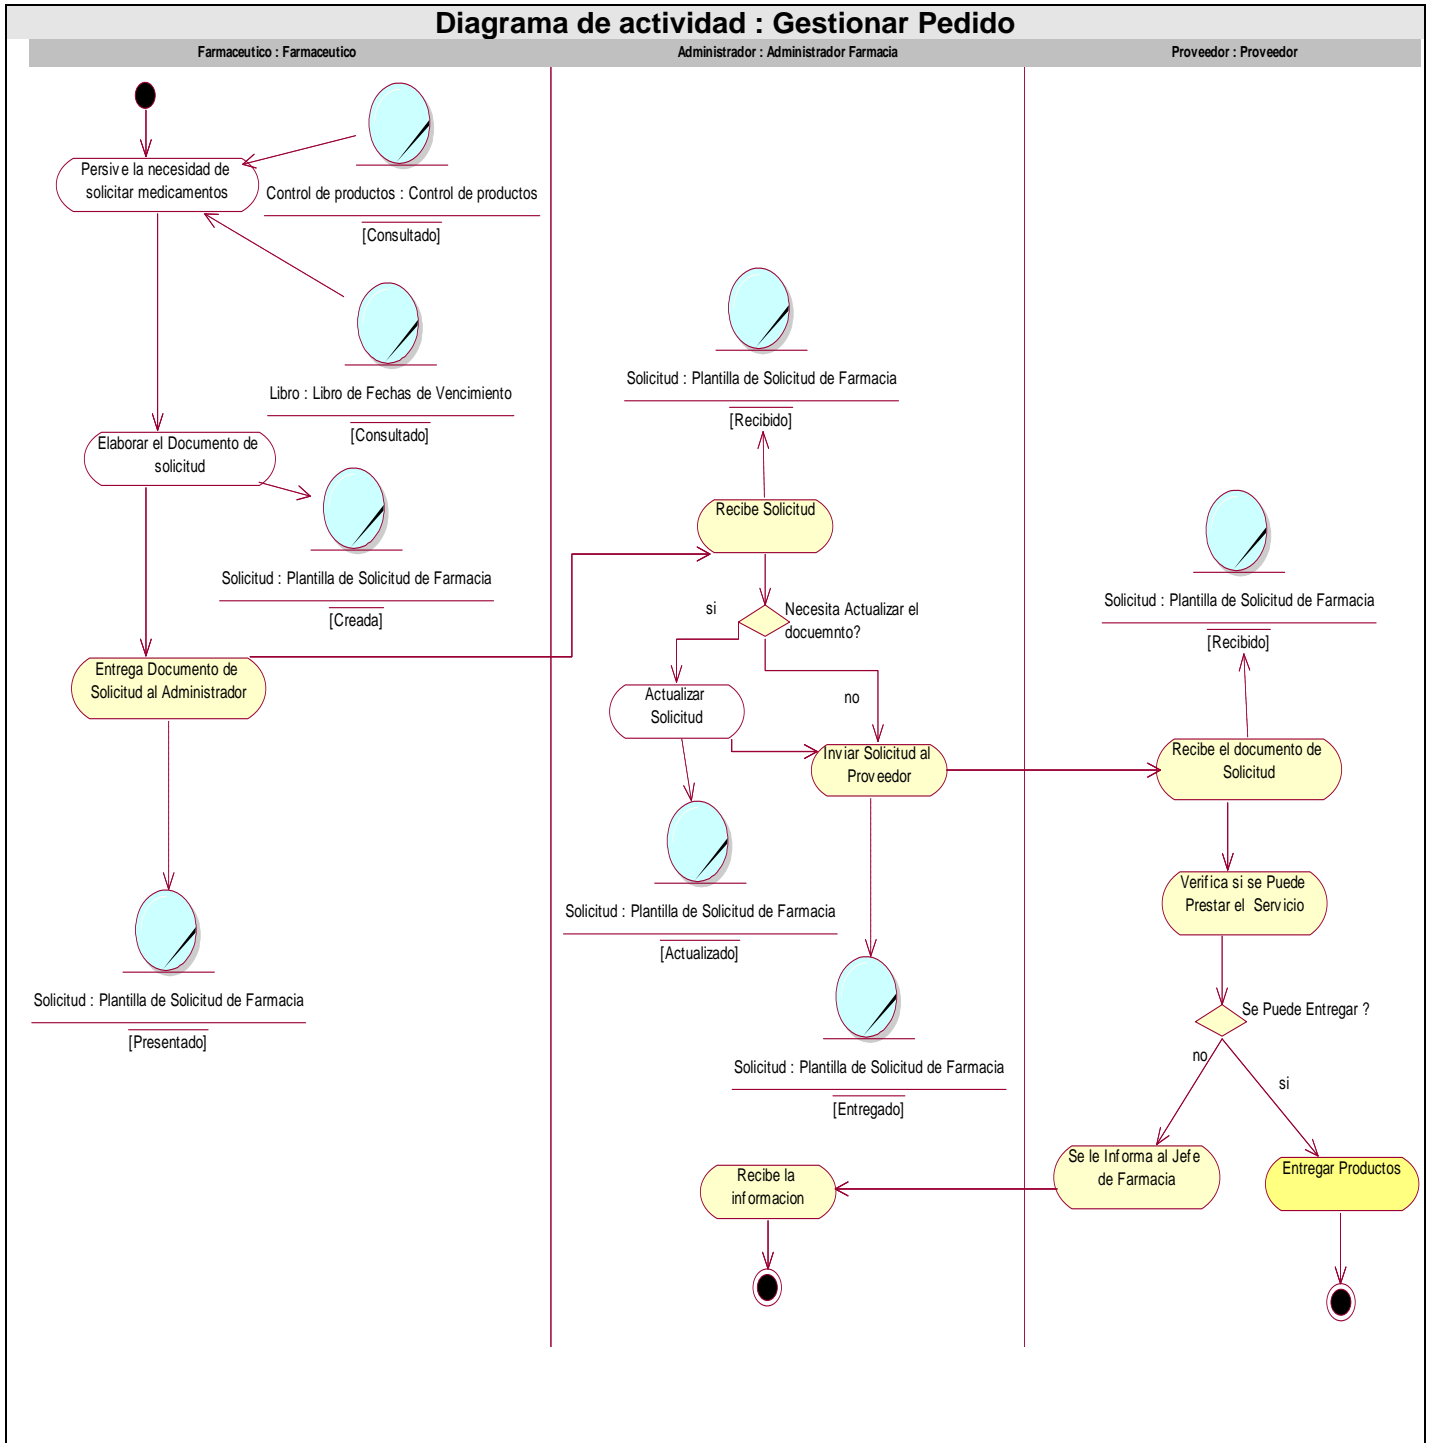 Diagrama de actividad : Gestionar Pedido
Farmaceutico : Farmaceutico
Administrador : Administrador Farmacia
Proveedor : Proveedor
Persive la necesidad de
solicitar medicamentos
Control de productos : Control de productos
[Consultado]
Libro : Libro de Fechas de Vencimiento
[Consultado]
Elaborar el Documento de
solicitud
Solicitud : Plantilla de Solicitud de Farmacia
[Creada]
Entrega Documento de
Solicitud al Administrador
Solicitud : Plantilla de Solicitud de Farmacia
[Presentado]
Solicitud : Plantilla de Solicitud de Farmacia
[Recibido]
Recibe Solicitud
si
Necesita Actualizar el
docuemnto?
no
Actualizar
Solicitud
Inviar Solicitud al
Proveedor
Solicitud : Plantilla de Solicitud de Farmacia
[Actualizado]
Solicitud : Plantilla de Solicitud de Farmacia
[Entregado]
Recibe la
informacion
Solicitud : Plantilla de Solicitud de Farmacia
[Recibido]
Recibe el documento de
Solicitud
Verifica si se Puede
Prestar el Servicio
Se Puede Entregar ?
no
si
Se le Informa al Jefe
de Farmacia
Entregar Productos